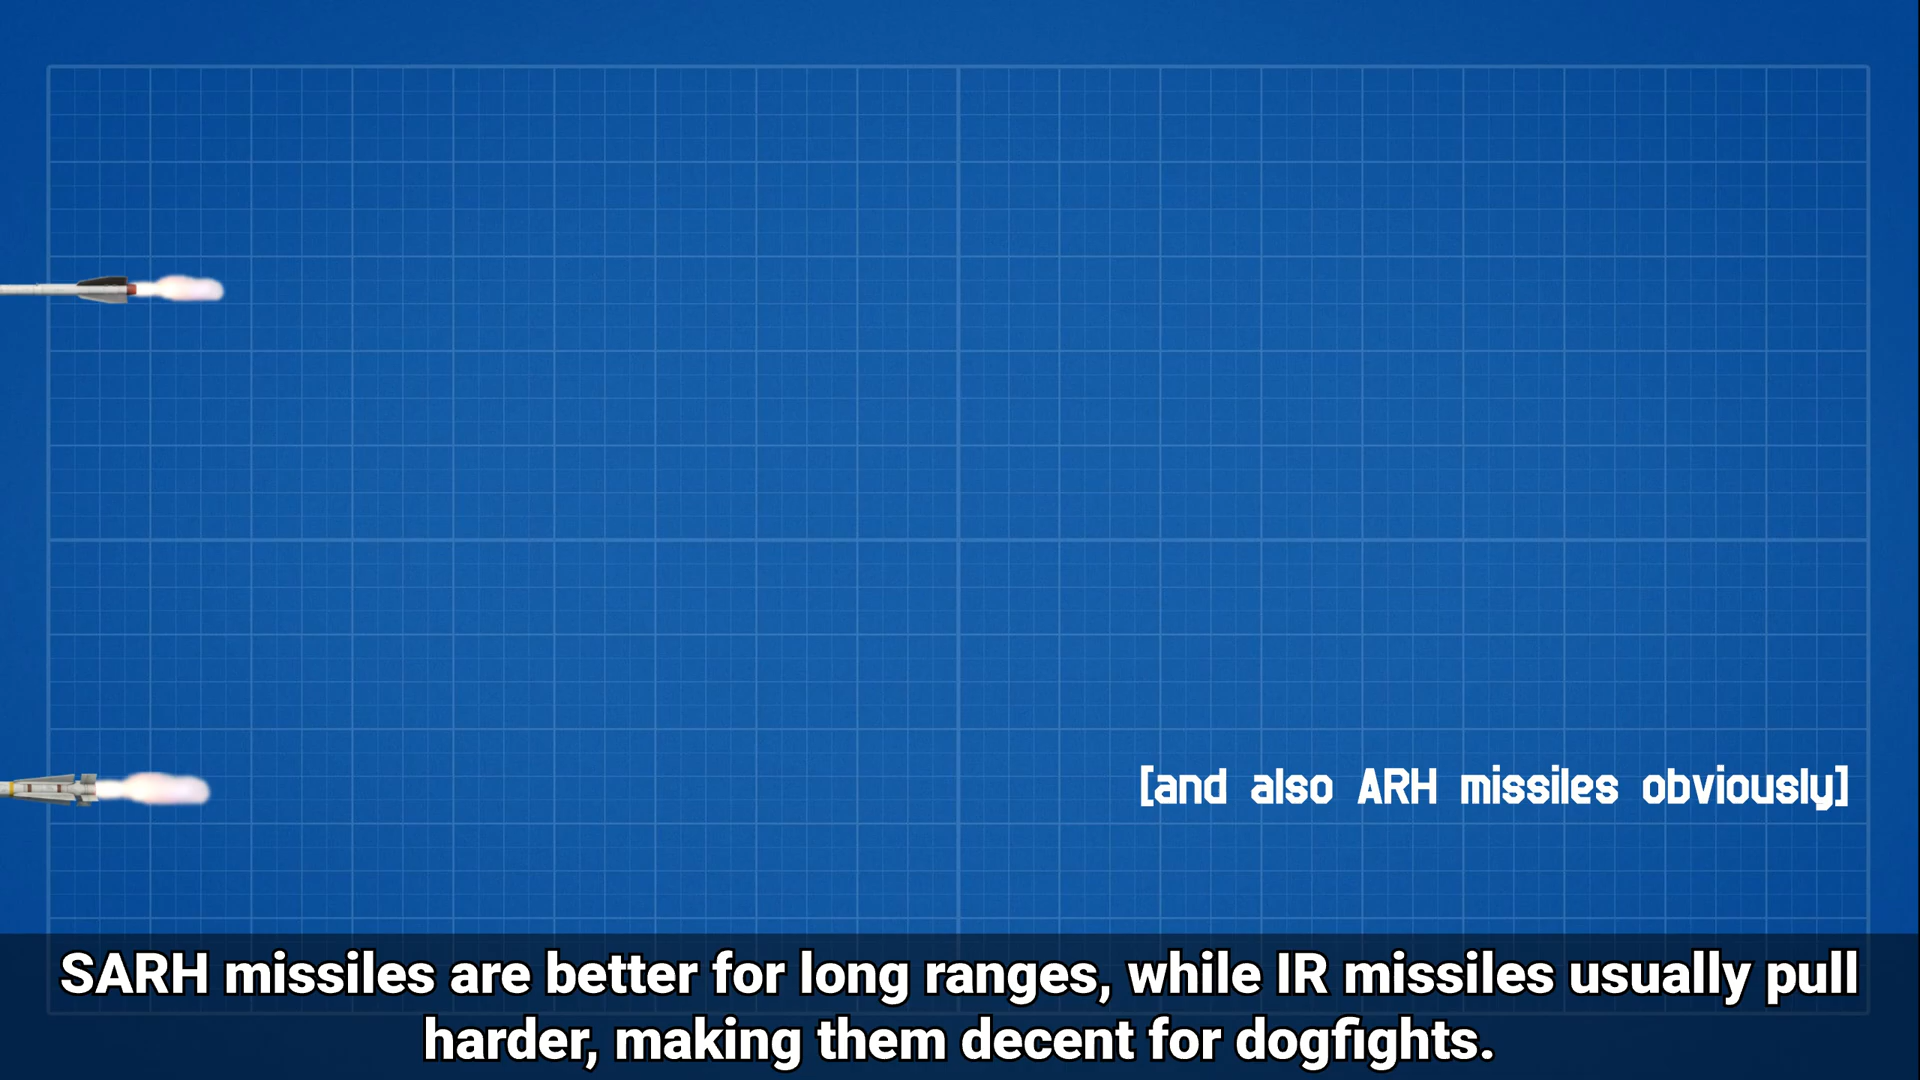 [and also ARH missiles obviously]
SARH missiles are better for long ranges, while IR missiles usually pull
harder, making them decent for dogfights.